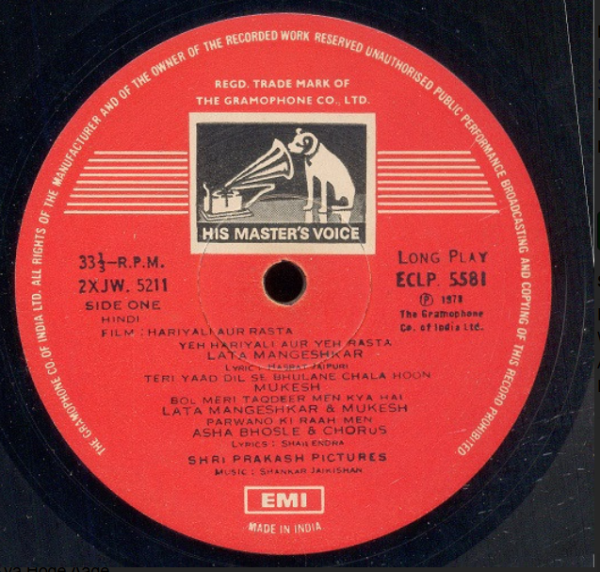 THE GRAMOPHONE CO. OF INDIA LTD. ALL RIGHTS OF THE MANUFACTURER AND OF THE OWNER OF THE RECORDED WORK RESERVED UNAUTHORISED PUBLIC PERFORMANCE BROADCASTING AND COPYING OF THIS RECORD PROHIBITED
REGD. TRADE MARK OF
THE GRAMOPHONE CO., LTD.
HIS MASTER'S VOICE
33⅓-R.P.M.
2XJW. 5211
SIDE ONE
HINDI
LONG PLAY
ECLP. 5581
Ⓟ 1978
The Gramophone
Co. of India Ltd.
FILM : HARIYALI AUR RASTA
YEH HARIYALI AUR YEH RASTA
LATA MANGESHKAR
LYRIC : HASRAT JAIPURI
TERI YAAD DIL SE BHULANE CHALA HOON
MUKESH
BOL MERI TAQDEER MEN KYA HAI
LATA MANGESHKAR & MUKESH
PARWANO KI RAAH MEN
ASHA BHOSLE & CHORUS
LYRICS : SHAILENDRA
SHRI PRAKASH PICTURES
MUSIC : SHANKAR JAIKISHAN
EMI
MADE IN INDIA